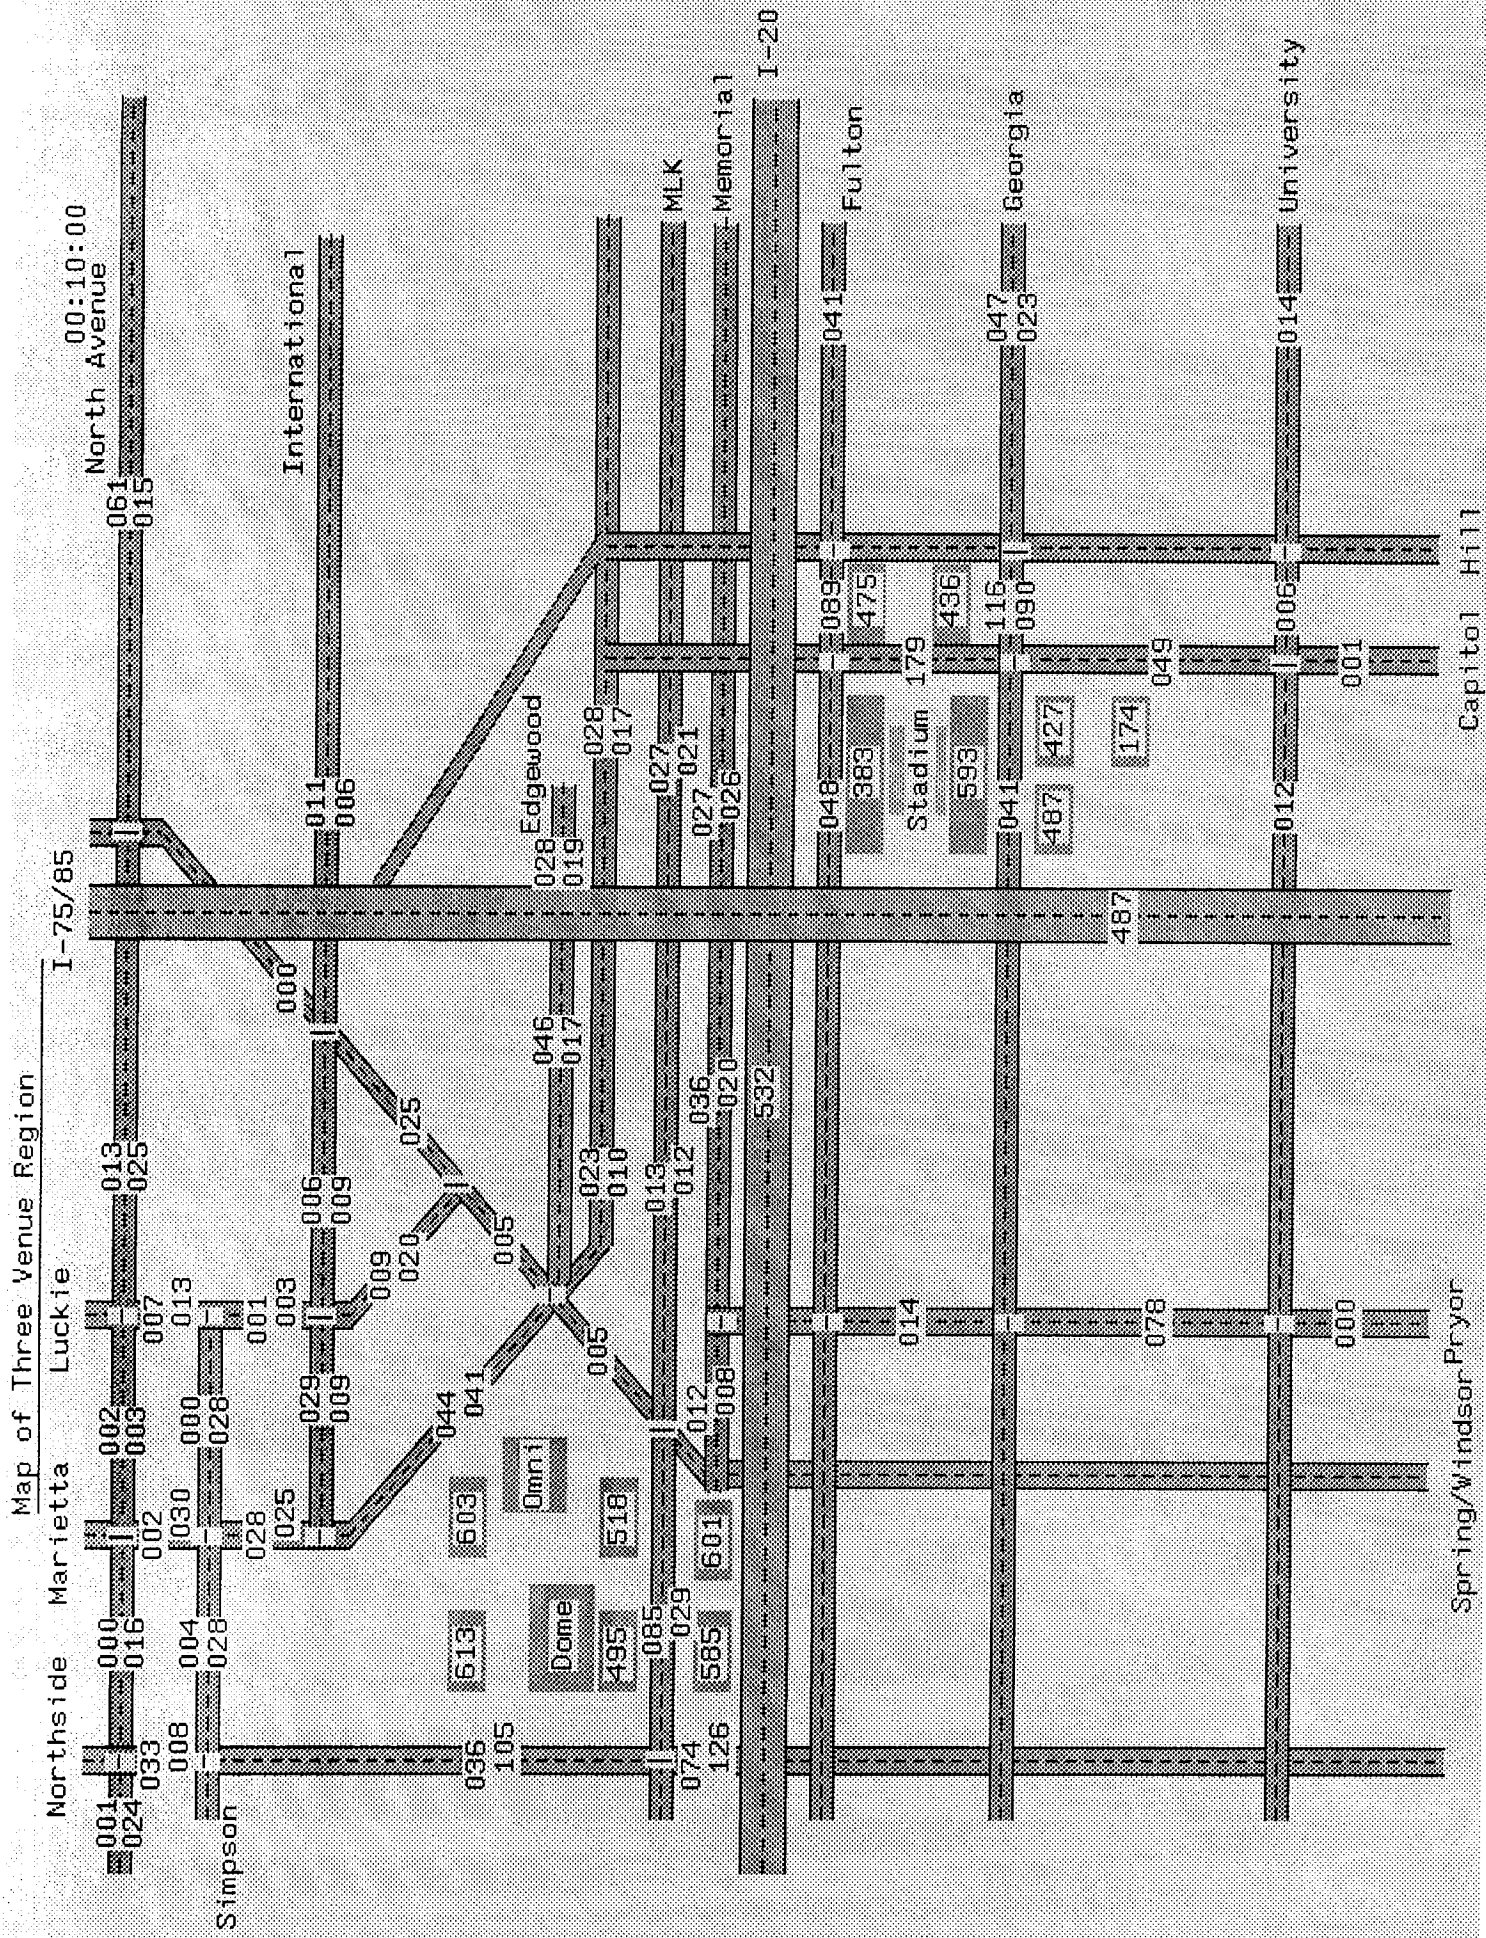 Map of Three Venue Region
Northside Marietta Luckie I-75/85 00:10:00
North Avenue
001 000 002 013 061
024 016 003 025 015
033 002 007
008 004 030 000 013
Simpson 028 028
028 001
025 003 000 International
029 006 011
009 009 006
009
020 025
044
036 613 603 041
105 005
Omni 046 028 Edgewood
Dome 017 019
005 023 028
495 518 010 017
085 013 027 MLK
029 012 021
074 012 036 027
126 585 601 008 020 026 Memorial
532 I-20
048 089 041
383 475 Fulton
014 Stadium 179
593 436
041 116 047
090 023 Georgia
487 427
487 174
078 049
012 006 014 University
000 001
Spring/Windsor Pryor Capitol Hill